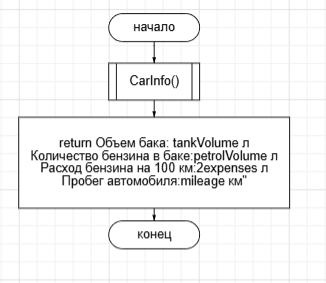 начало
CarInfo()
return Объем бака: tankVolume л
Количество бензина в баке:petrolVolume л
Расход бензина на 100 км:2expenses л
Пробег автомобиля:mileage км"
конец